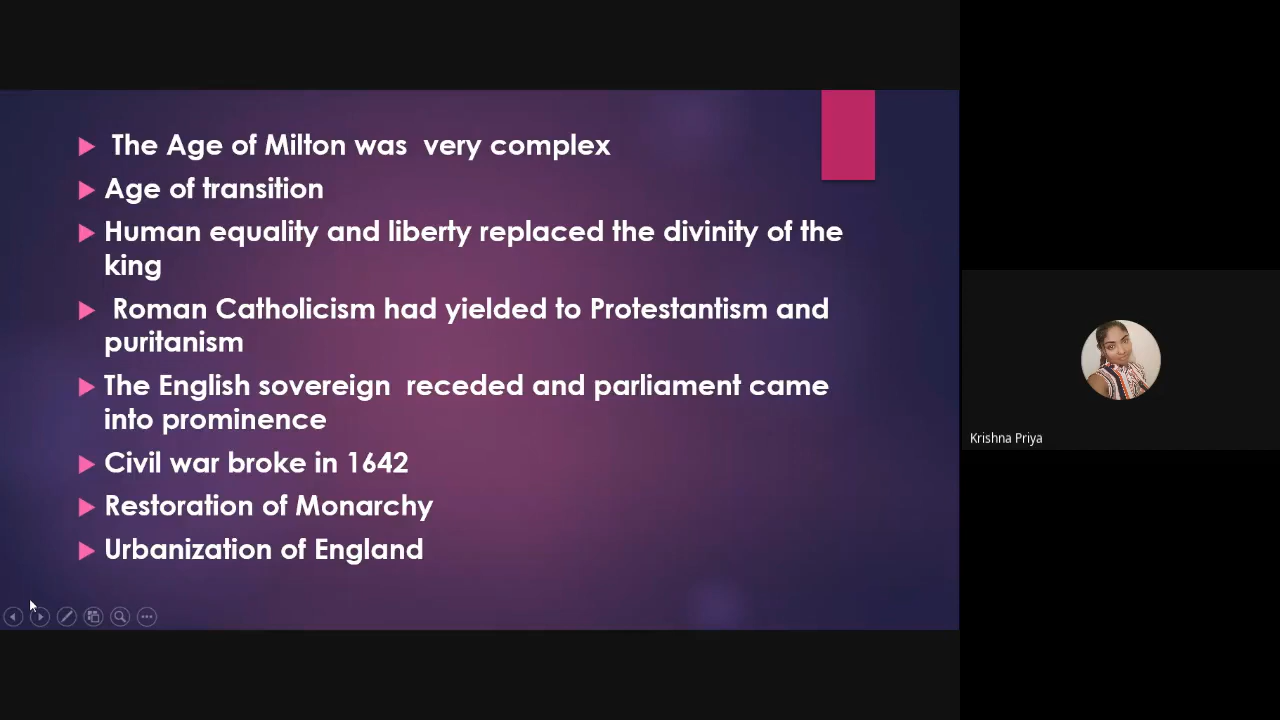 The Age of Milton was very complex
Age of transition
Human equality and liberty replaced the divinity of the
king
Roman Catholicism had yielded to Protestantism and
puritanism
The English sovereign receded and parliament came
into prominence
Civil war broke in 1642
Restoration of Monarchy
Urbanization of England
Krishna Priya